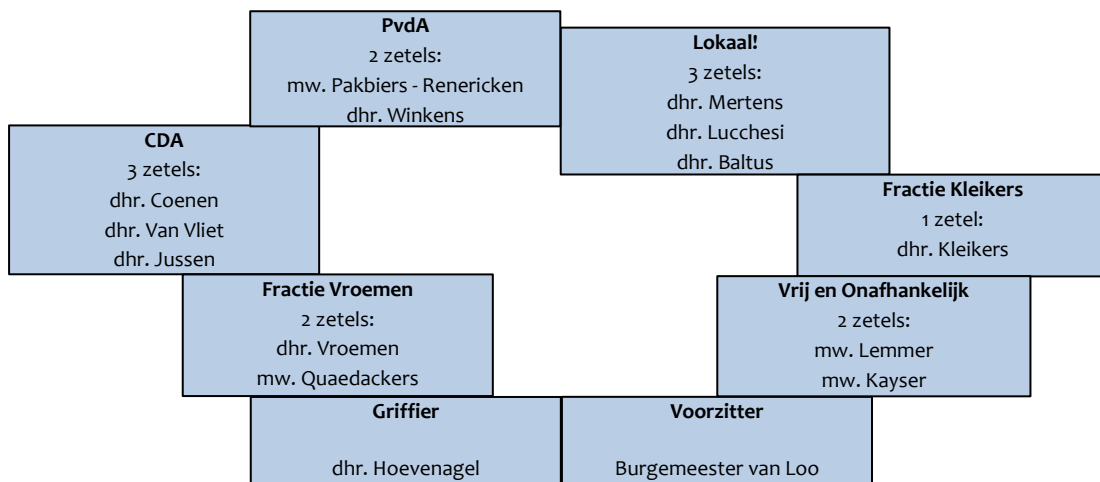 PvdA
2 zetels:
mw. Pakbiers - Renericken
dhr. Winkens
Lokaal!
3 zetels:
dhr. Mertens
dhr. Lucchesi
dhr. Baltus
CDA
3 zetels:
dhr. Coenen
dhr. Van Vliet
dhr. Jussen
Fractie Kleikers
1 zetel:
dhr. Kleikers
Fractie Vroemen
2 zetels:
dhr. Vroemen
mw. Quaedackers
Vrij en Onafhankelijk
2 zetels:
mw. Lemmer
mw. Kayser
Griffier
dhr. Hoevenagel
Voorzitter
Burgemeester van Loo